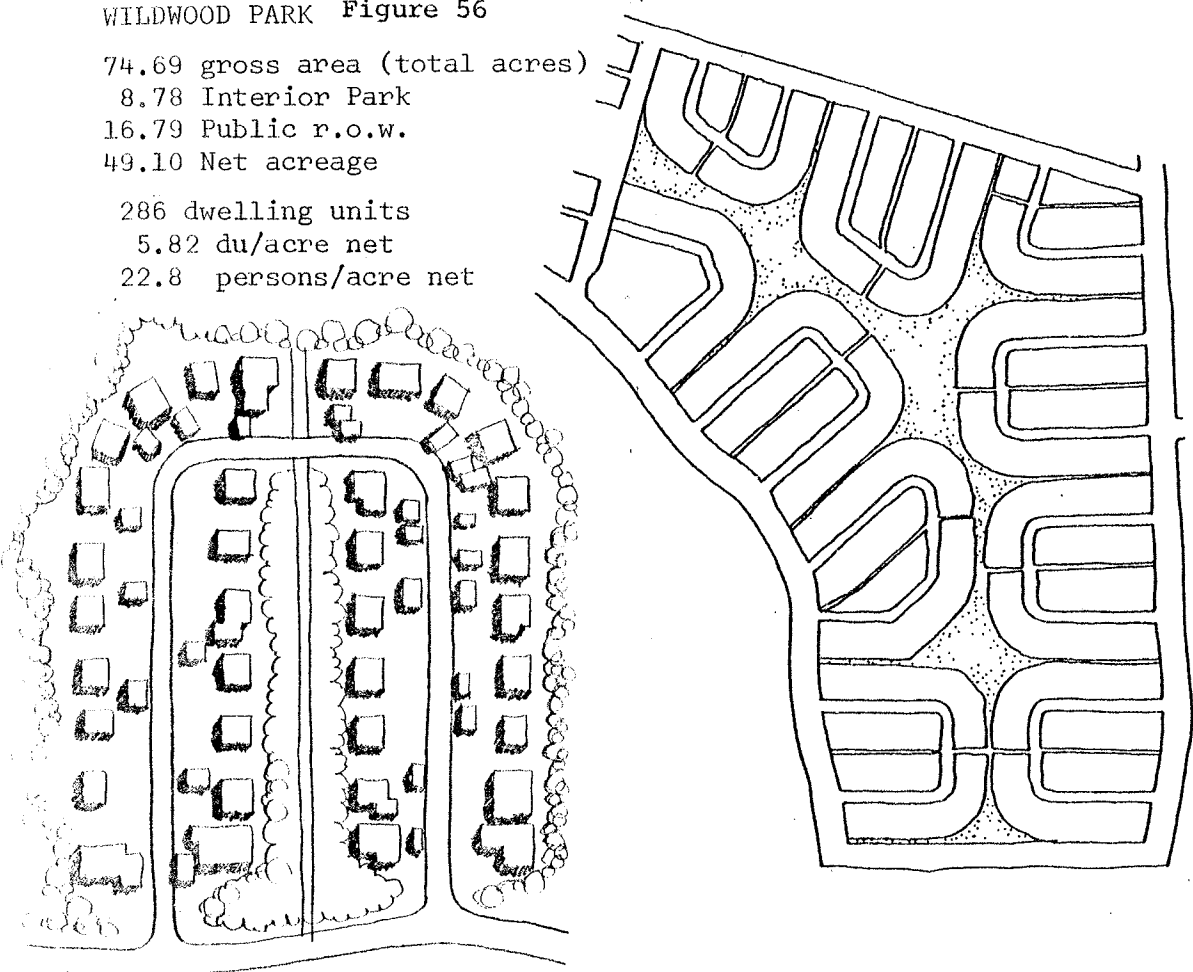 WILDWOOD PARK Figure 56
74.69 gross area (total acres)
8.78 Interior Park
16.79 Public r.o.w.
49.10 Net acreage
286 dwelling units
5.82 du/acre net
22.8 persons/acre net